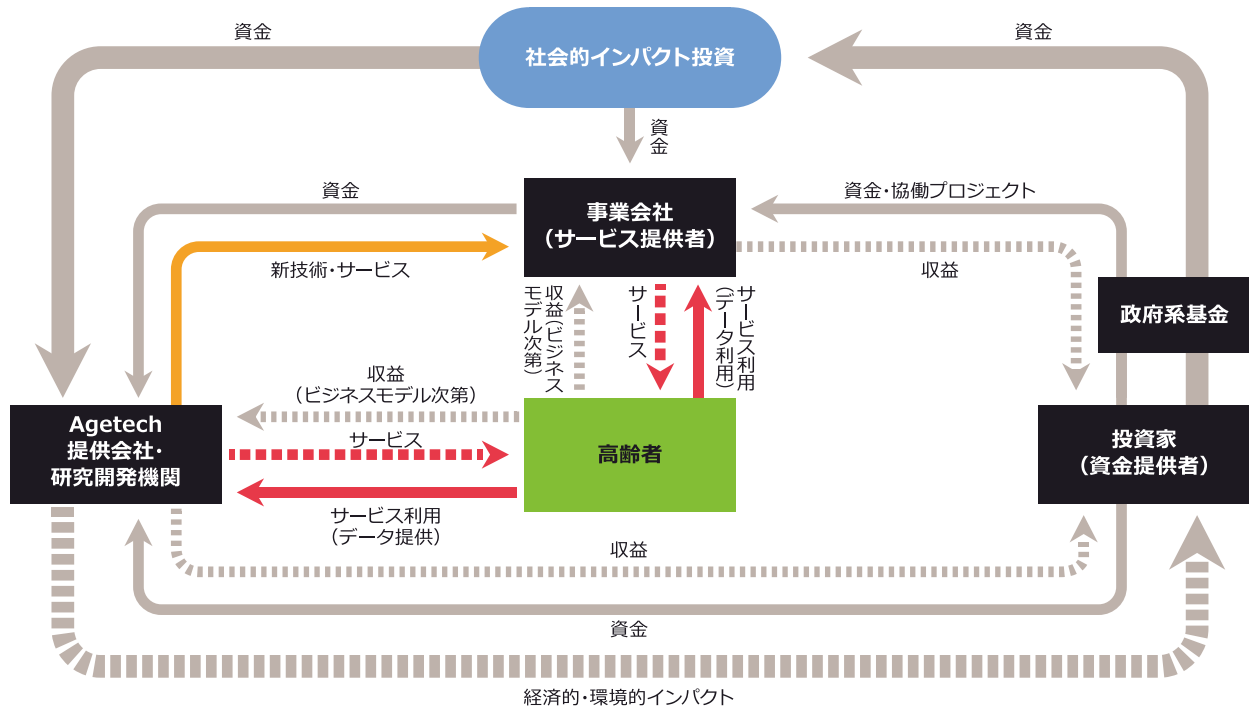 資金
社会的インパクト投資
資金
資金
資金
事業会社
（サービス提供者）
資金・協働プロジェクト
新技術・サービス
収益
収益（ビジネス
モデル次第）
サービス
サービス利用
（データ利用）
政府系基金
収益
（ビジネスモデル次第）
Agetech
提供会社・
研究開発機関
サービス
高齢者
投資家
（資金提供者）
サービス利用
（データ提供）
収益
資金
経済的・環境的インパクト